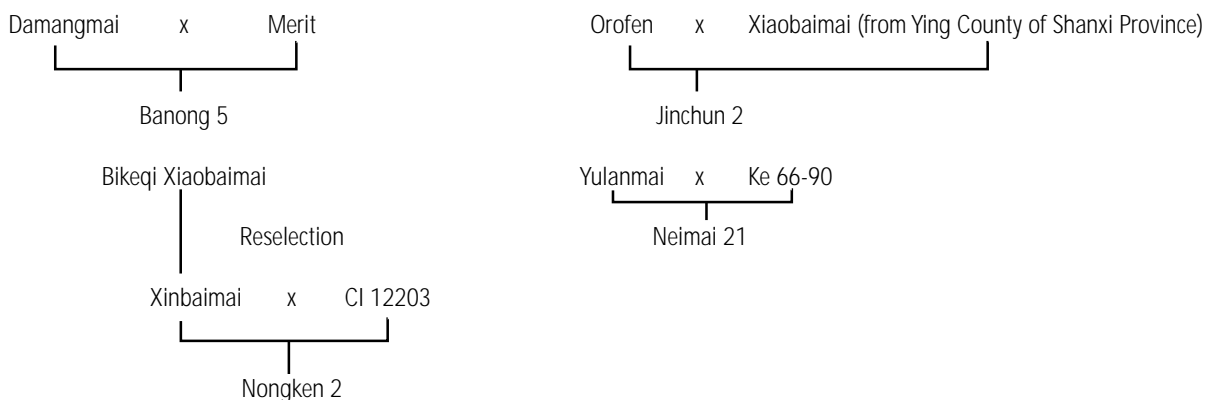 Damangmai x Merit
Banong 5
Bikeqi Xiaobaimai
Reselection
Xinbaimai x CI 12203
Nongken 2
Orofen x Xiaobaimai (from Ying County of Shanxi Province)
Jinchun 2
Yulanmai x Ke 66-90
Neimai 21